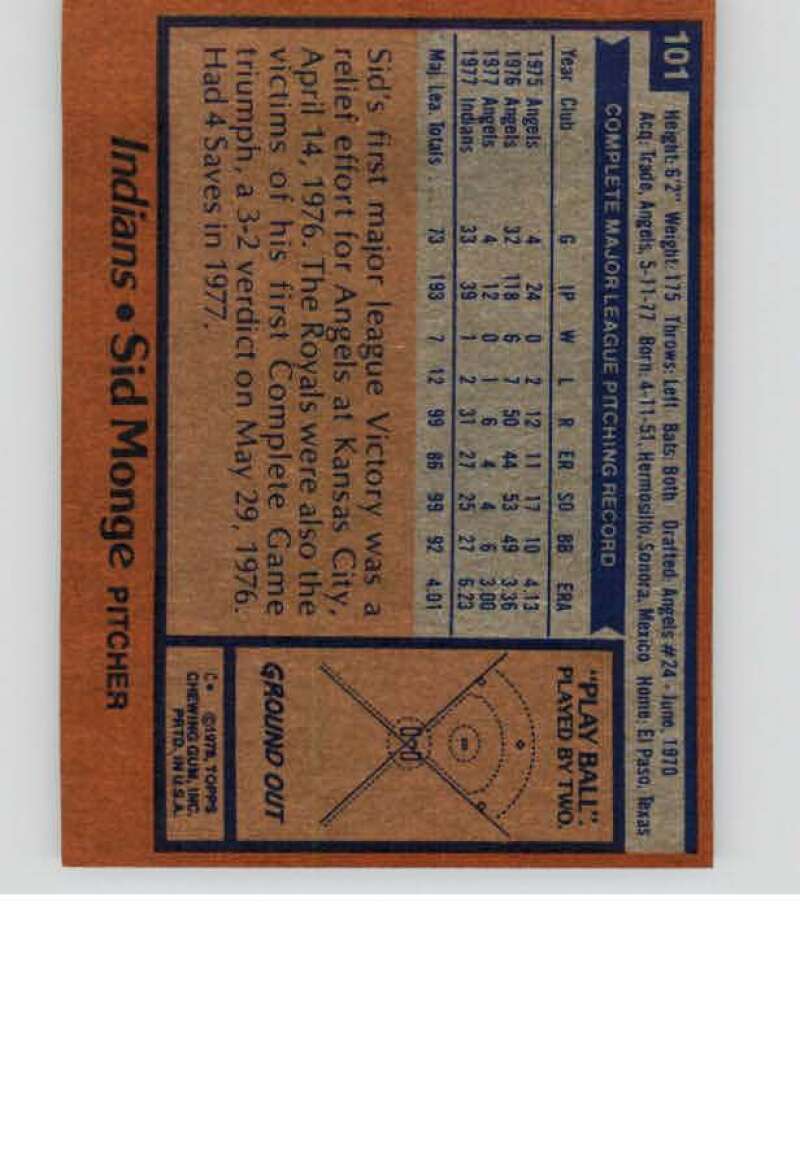 101
Height: 6'2" Weight: 175 Throws: Left Bats: Both Drafted: Angels #24 - June, 1970
Acq: Trade, Angels, 5-11-77 Born: 4-11-51, Hermosillo, Sonora, Mexico Home: El Paso, Texas
COMPLETE MAJOR LEAGUE PITCHING RECORD
Year Club G IP W L R ER SO BB ERA
1975 Angels 4 24 0 2 12 11 17 10 4.13
1976 Angels 32 118 6 7 50 44 53 49 3.36
1977 Angels 4 12 0 1 6 4 4 6 3.00
1977 Indians 33 39 1 2 31 27 25 27 6.23
Maj. Lea. Totals . 73 193 7 12 99 86 99 92 4.01
Sid's first major league Victory was a
relief effort for Angels at Kansas City,
April 14, 1976. The Royals were also the
victims of his first Complete Game
triumph, a 3-2 verdict on May 29, 1976.
Had 4 Saves in 1977.
"PLAY BALL":
PLAYED BY TWO.
GROUND OUT
C* ©1978, TOPPS
CHEWING GUM, INC.
PRTD. IN U.S.A.
Indians • Sid Monge PITCHER